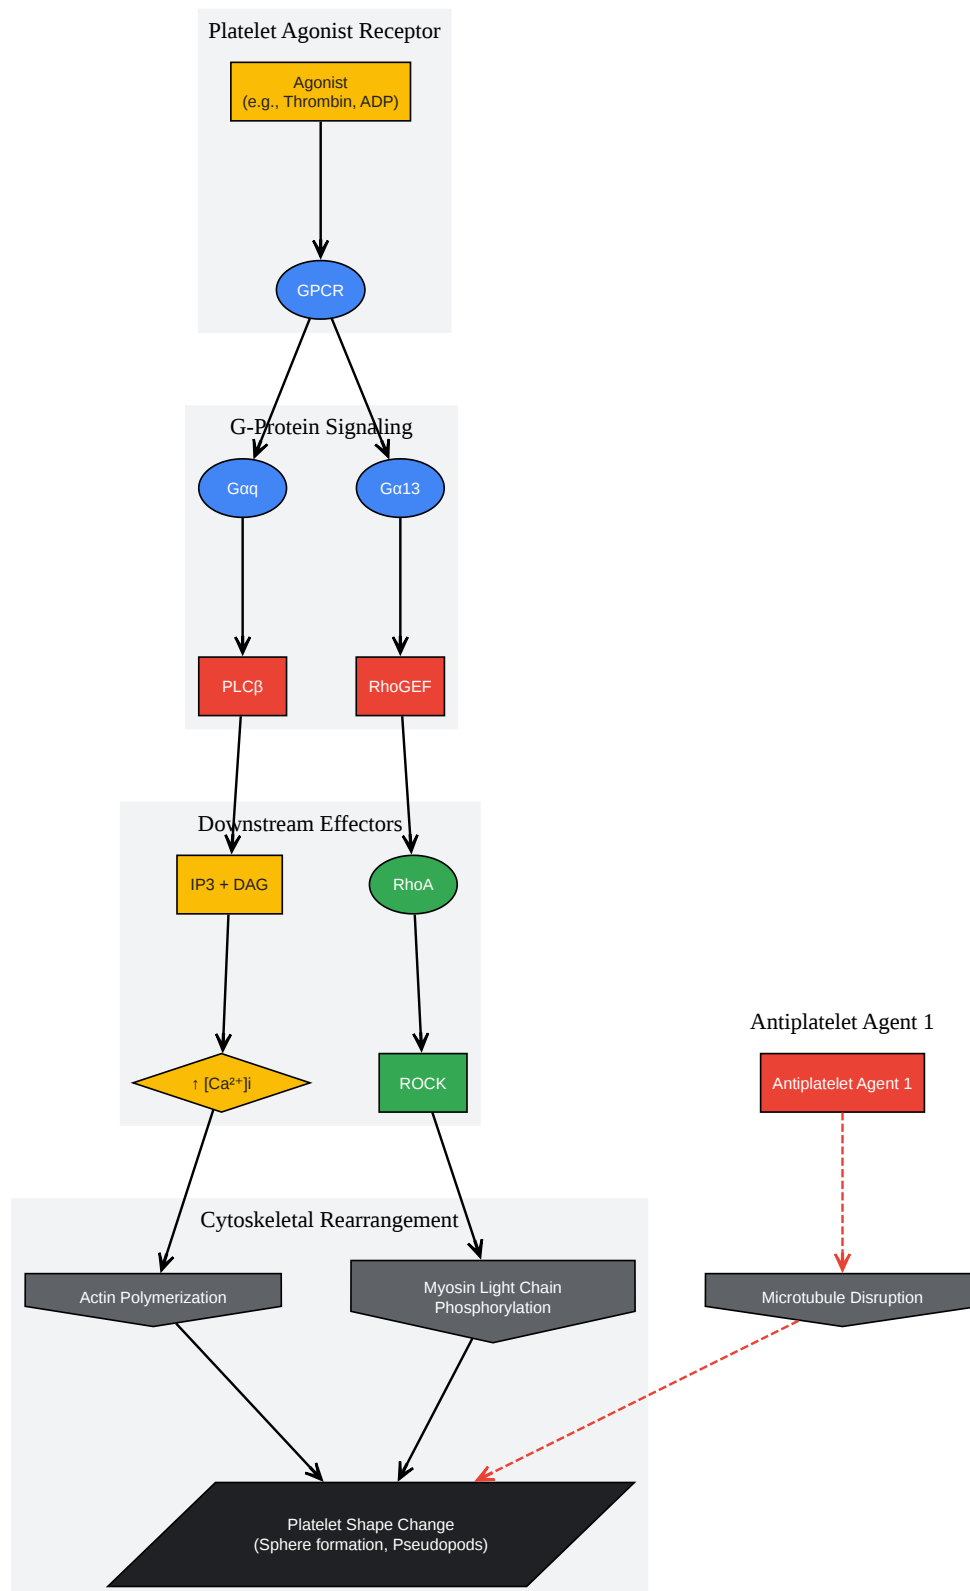 Platelet Agonist Receptor
Agonist
(e.g., Thrombin, ADP)
GPCR
G-Protein Signaling
Gαq
Gα13
PLCβ
RhoGEF
Downstream Effectors
IP3 + DAG
RhoA
Antiplatelet Agent 1
↑ [Ca²⁺]i
ROCK
Antiplatelet Agent 1
Cytoskeletal Rearrangement
Actin Polymerization
Myosin Light Chain
Phosphorylation
Microtubule Disruption
Platelet Shape Change
(Sphere formation, Pseudopods)